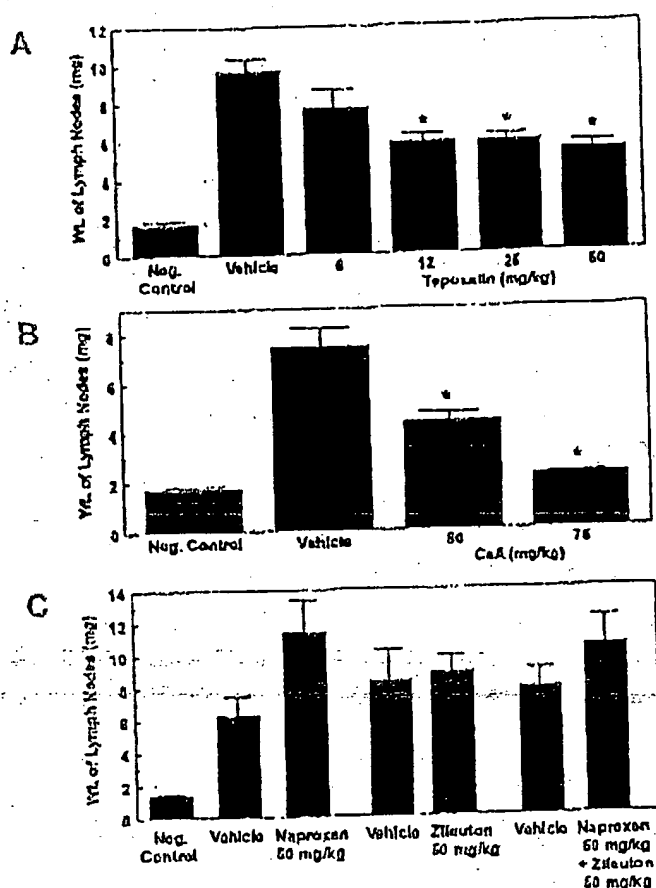 A
Wt. of Lymph Nodes (mg)
12
10
8
6
4
2
0
* * *
Neg.
Control
Vehicle
6 12 25 50
Tepoxalin (mg/kg)
B
Wt. of Lymph Nodes (mg)
8
6
4
2
0
* *
Neg. Control Vehicle 50 75
CsA (mg/kg)
C
Wt. of Lymph Nodes (mg)
14
12
10
8
6
4
2
0
Neg.
Control
Vehicle
Naproxen
50 mg/kg
Vehicle
Zileuton
50 mg/kg
Vehicle
Naproxen
50 mg/kg
+ Zileuton
50 mg/kg